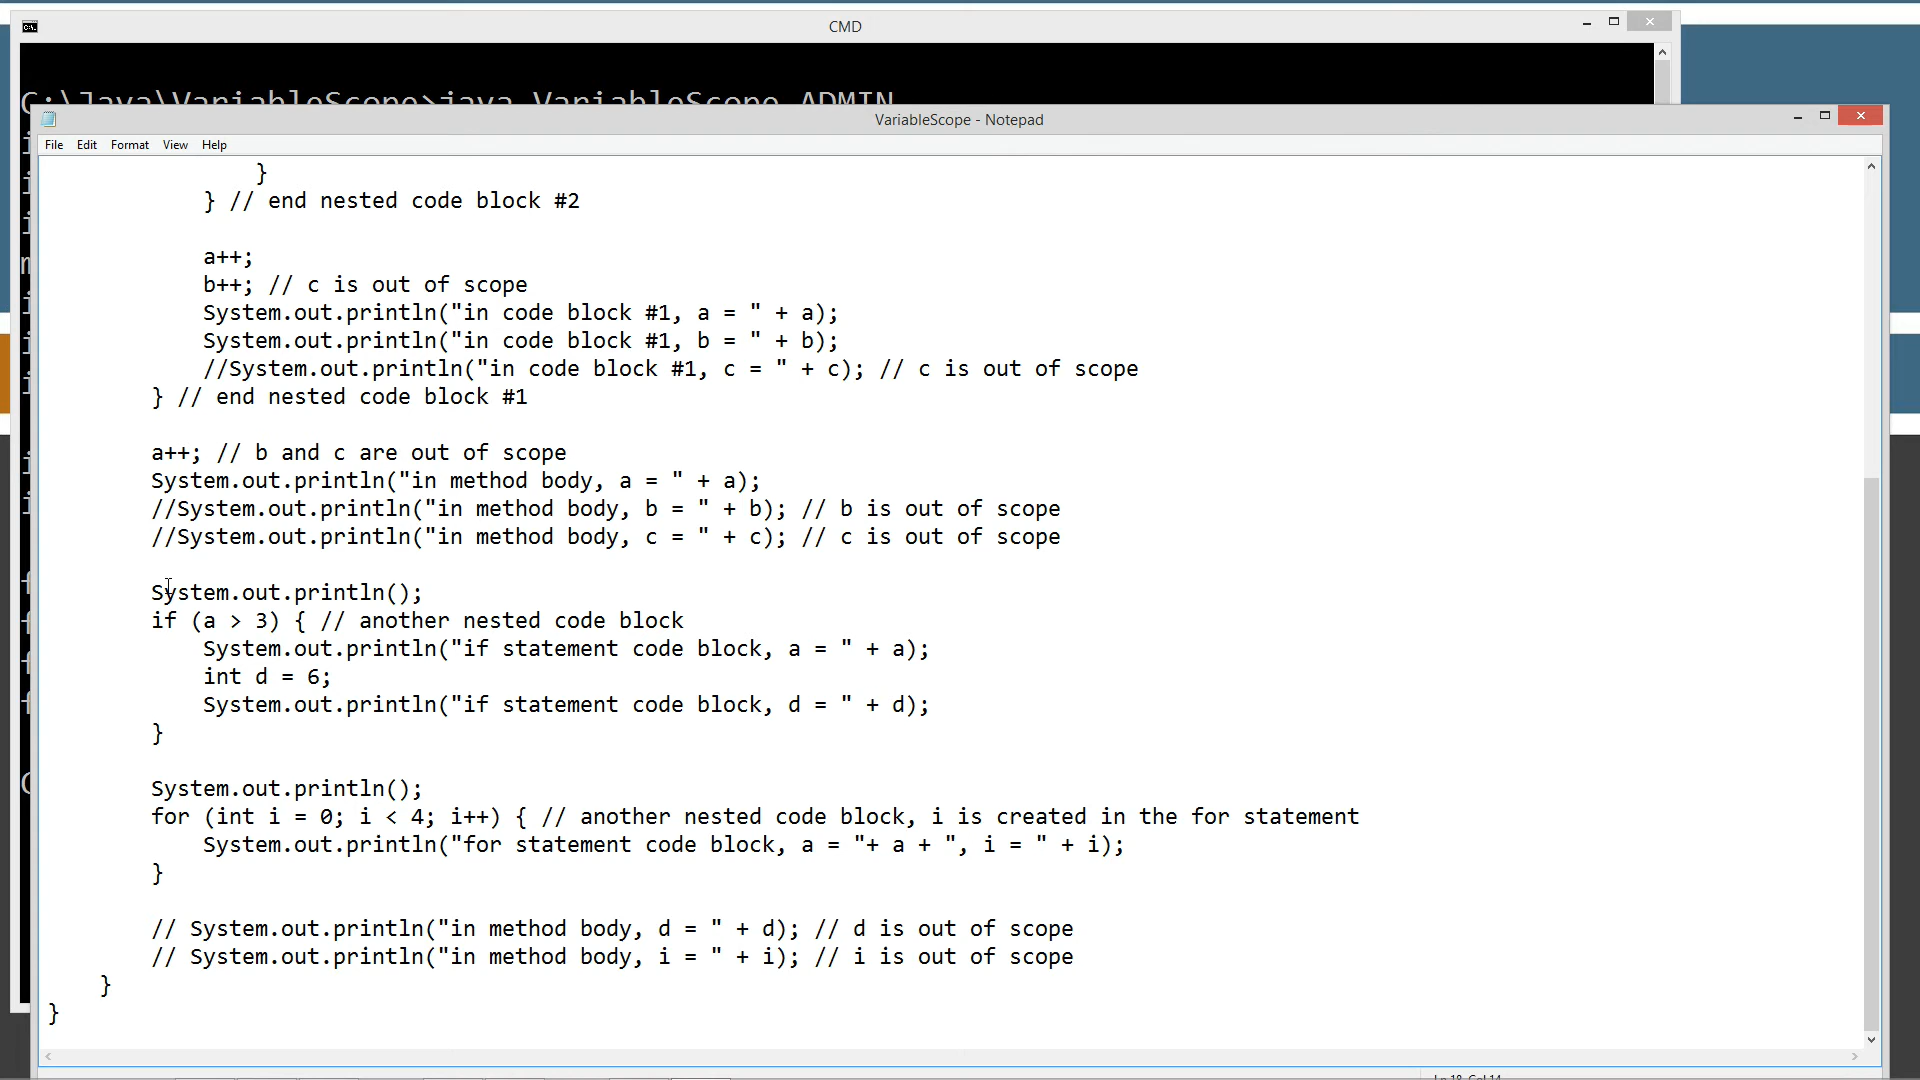 CMD
C:\Java\VariableScope>java VariableScope ADMIN
VariableScope - Notepad
File Edit Format View Help
}
} // end nested code block #2
a++;
b++; // c is out of scope
System.out.println("in code block #1, a = " + a);
System.out.println("in code block #1, b = " + b);
//System.out.println("in code block #1, c = " + c); // c is out of scope
} // end nested code block #1
a++; // b and c are out of scope
System.out.println("in method body, a = " + a);
//System.out.println("in method body, b = " + b); // b is out of scope
//System.out.println("in method body, c = " + c); // c is out of scope
System.out.println();
if (a > 3) { // another nested code block
System.out.println("if statement code block, a = " + a);
int d = 6;
System.out.println("if statement code block, d = " + d);
}
System.out.println();
for (int i = 0; i < 4; i++) { // another nested code block, i is created in the for statement
System.out.println("for statement code block, a = "+ a + ", i = " + i);
}
// System.out.println("in method body, d = " + d); // d is out of scope
// System.out.println("in method body, i = " + i); // i is out of scope
}
}